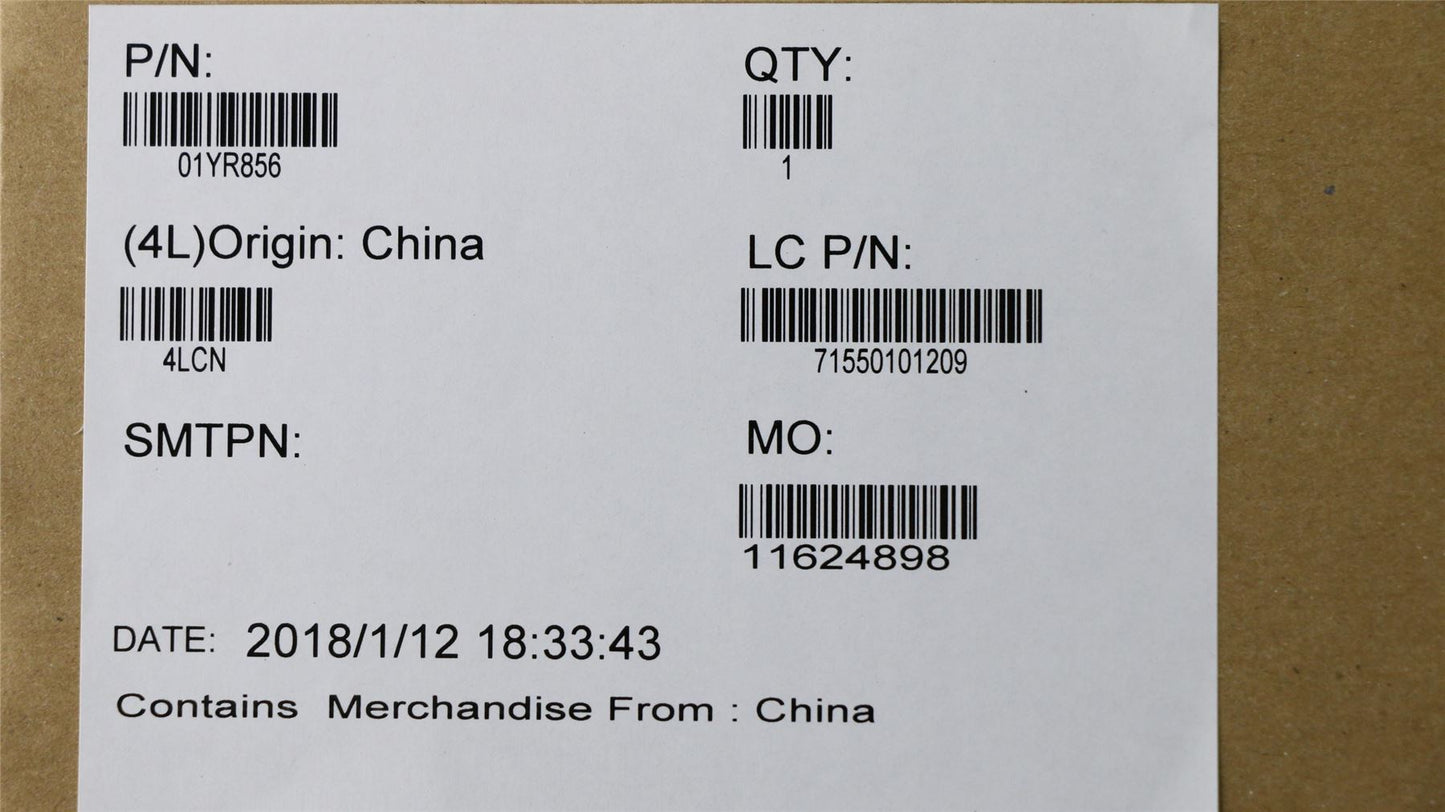 P/N:
01YR856
QTY:
1
(4L)Origin: China
4LCN
LC P/N:
71550101209
SMTPN:
MO:
11624898
DATE: 2018/1/12 18:33:43
Contains Merchandise From : China